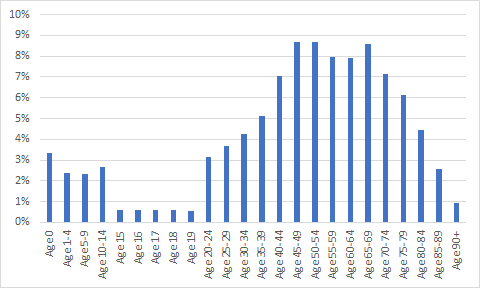 10%
9%
8%
7%
6%
5%
4%
3%
2%
1%
0%
Age 0
Age 1-4
Age 5-9
Age 10-14
Age 15
Age 16
Age 17
Age 18
Age 19
Age 20-24
Age 25-29
Age 30-34
Age 35-39
Age 40-44
Age 45-49
Age 50-54
Age 55-59
Age 60-64
Age 65-69
Age 70-74
Age 75-79
Age 80-84
Age 85-89
Age 90+